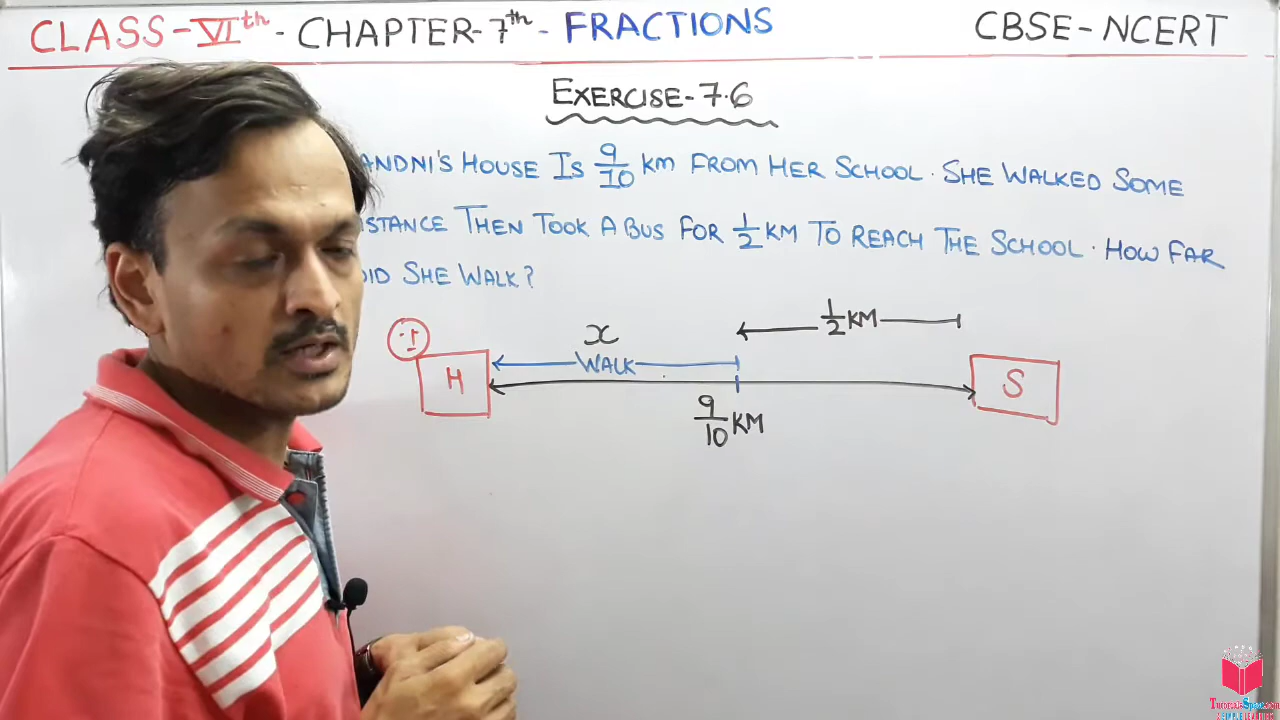 CLASS-VIth - CHAPTER-7th - FRACTIONS CBSE-NCERT
EXERCISE-7.6
ANDNI'S HOUSE IS 9/10 KM FROM HER SCHOOL. SHE WALKED SOME
STANCE THEN TOOK A BUS FOR 1/2 KM TO REACH THE SCHOOL. HOW FAR
DID SHE WALK?
1/2 KM
x
WALK
H
S
9/10 KM